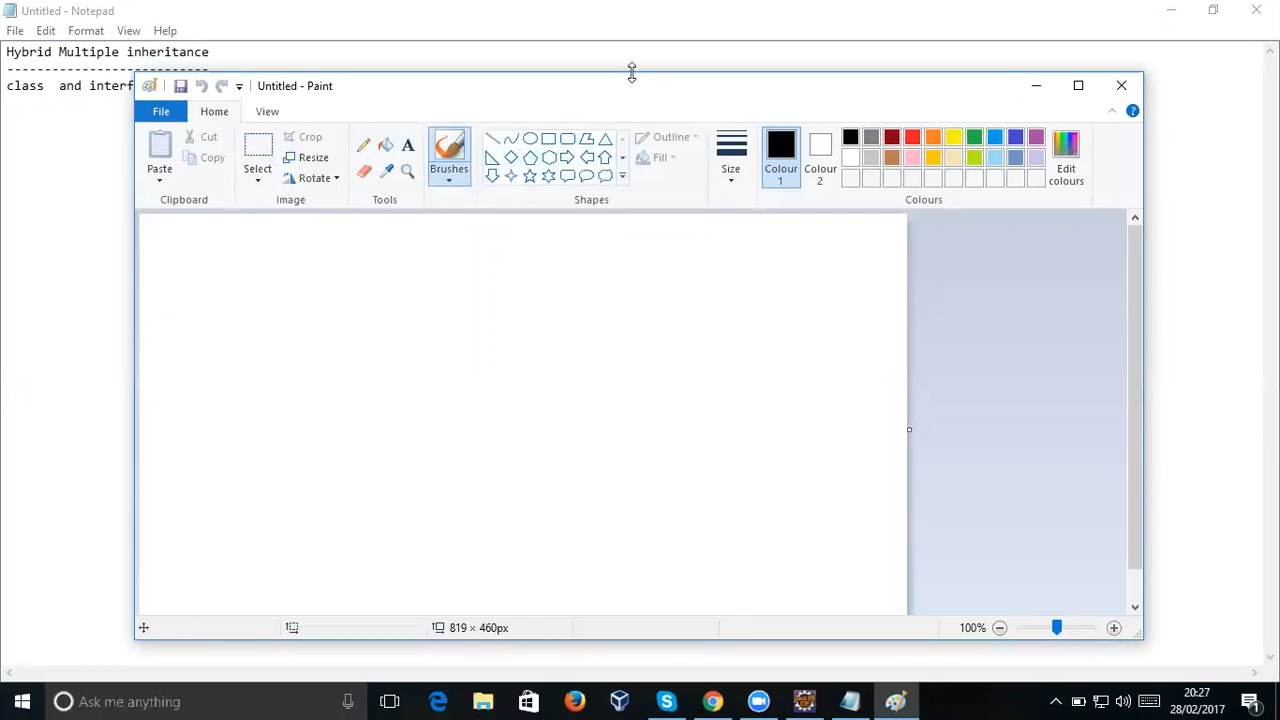 Untitled - Notepad
File Edit Format View Help
Hybrid Multiple inheritance
---------------------------
class  and interf
Untitled - Paint
File Home View
Paste
Cut
Copy
Clipboard
Select
Crop
Resize
Rotate
Image
A
Tools
Brushes
Shapes
Outline
Fill
Size
Colour 1
Colour 2
Edit colours
Colours
819 × 460px
100%
Ask me anything
20:27
28/02/2017
1